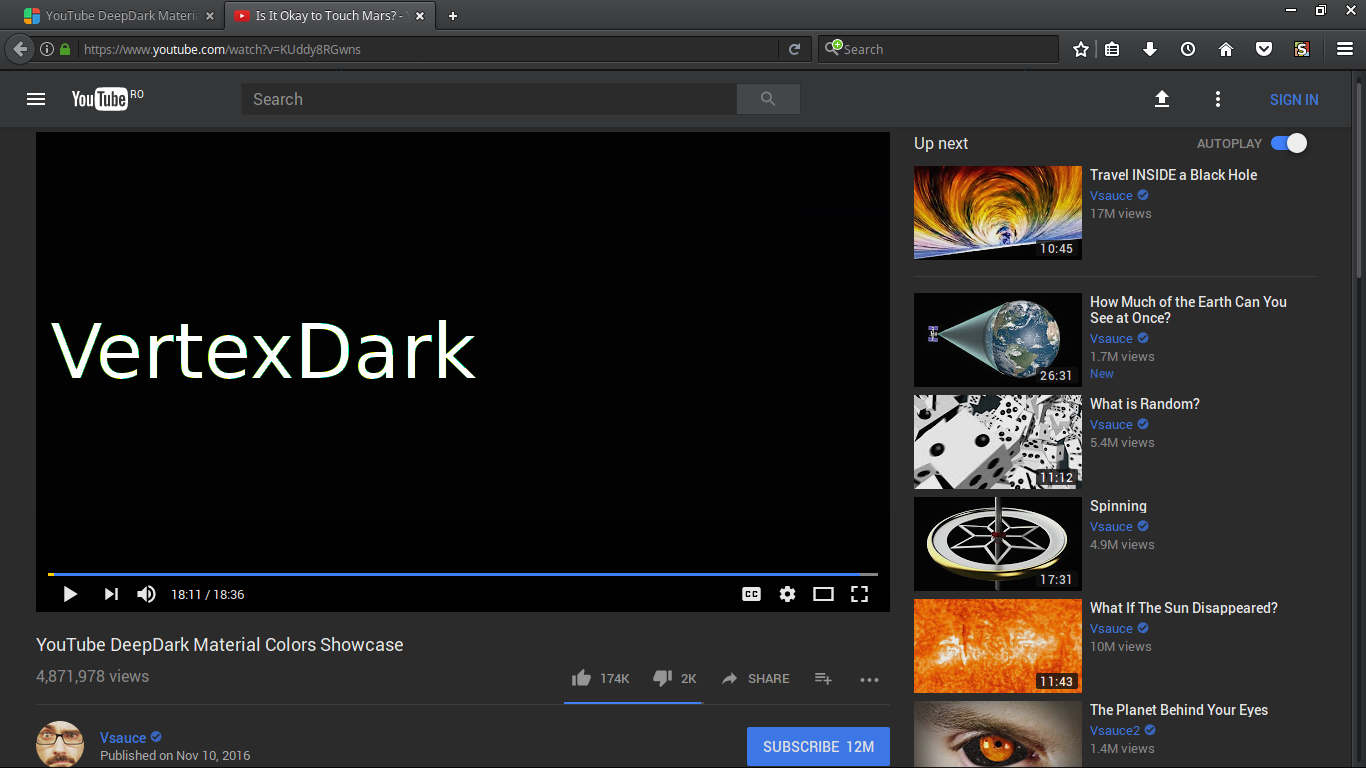 YouTube DeepDark Materia
Is It Okay to Touch Mars? -
https://www.youtube.com/watch?v=KUddy8RGwns
Search
YouTube RO
Search
SIGN IN
VertexDark
18:11 / 18:36
CC
YouTube DeepDark Material Colors Showcase
4,871,978 views
174K
2K
SHARE
Vsauce
Published on Nov 10, 2016
SUBSCRIBE 12M
Up next
AUTOPLAY
10:45
Travel INSIDE a Black Hole
Vsauce
17M views
26:31
How Much of the Earth Can You
See at Once?
Vsauce
1.7M views
New
11:12
What is Random?
Vsauce
5.4M views
17:31
Spinning
Vsauce
4.9M views
11:43
What If The Sun Disappeared?
Vsauce
10M views
The Planet Behind Your Eyes
Vsauce2
1.4M views